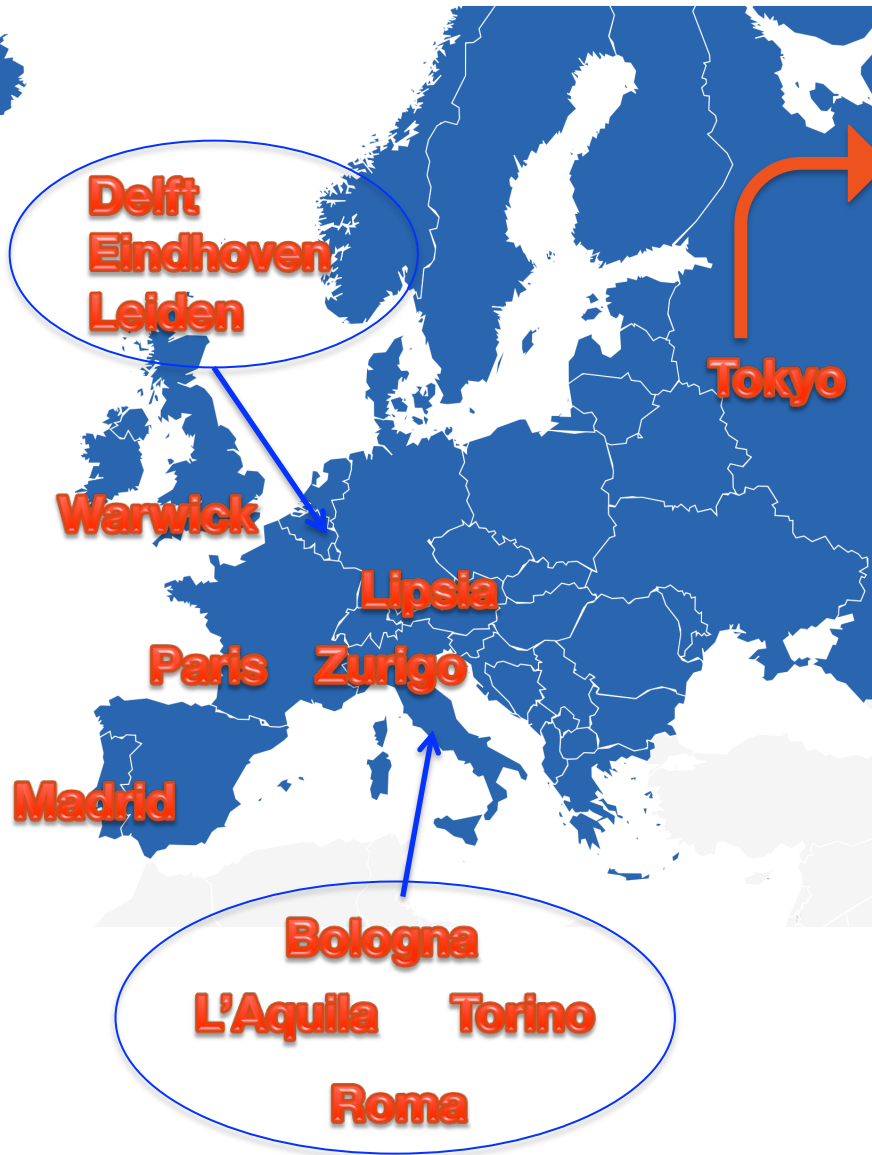 Delft
Eindhoven
Leiden
Tokyo
Warwick
Lipsia
Paris
Zurigo
Madrid
Bologna
L’Aquila
Torino
Roma